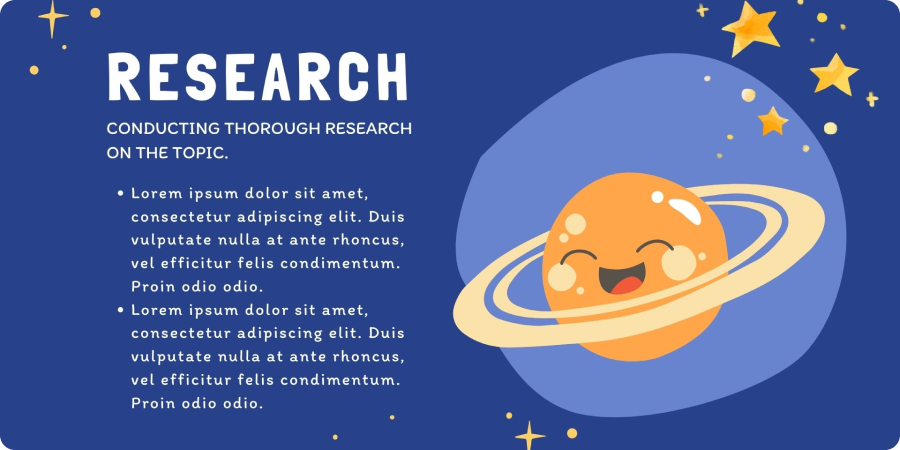 RESEARCH
CONDUCTING THOROUGH RESEARCH
ON THE TOPIC.
• Lorem ipsum dolor sit amet,
consectetur adipiscing elit. Duis
vulputate nulla at ante rhoncus,
vel efficitur felis condimentum.
Proin odio odio.
• Lorem ipsum dolor sit amet,
consectetur adipiscing elit. Duis
vulputate nulla at ante rhoncus,
vel efficitur felis condimentum.
Proin odio odio.